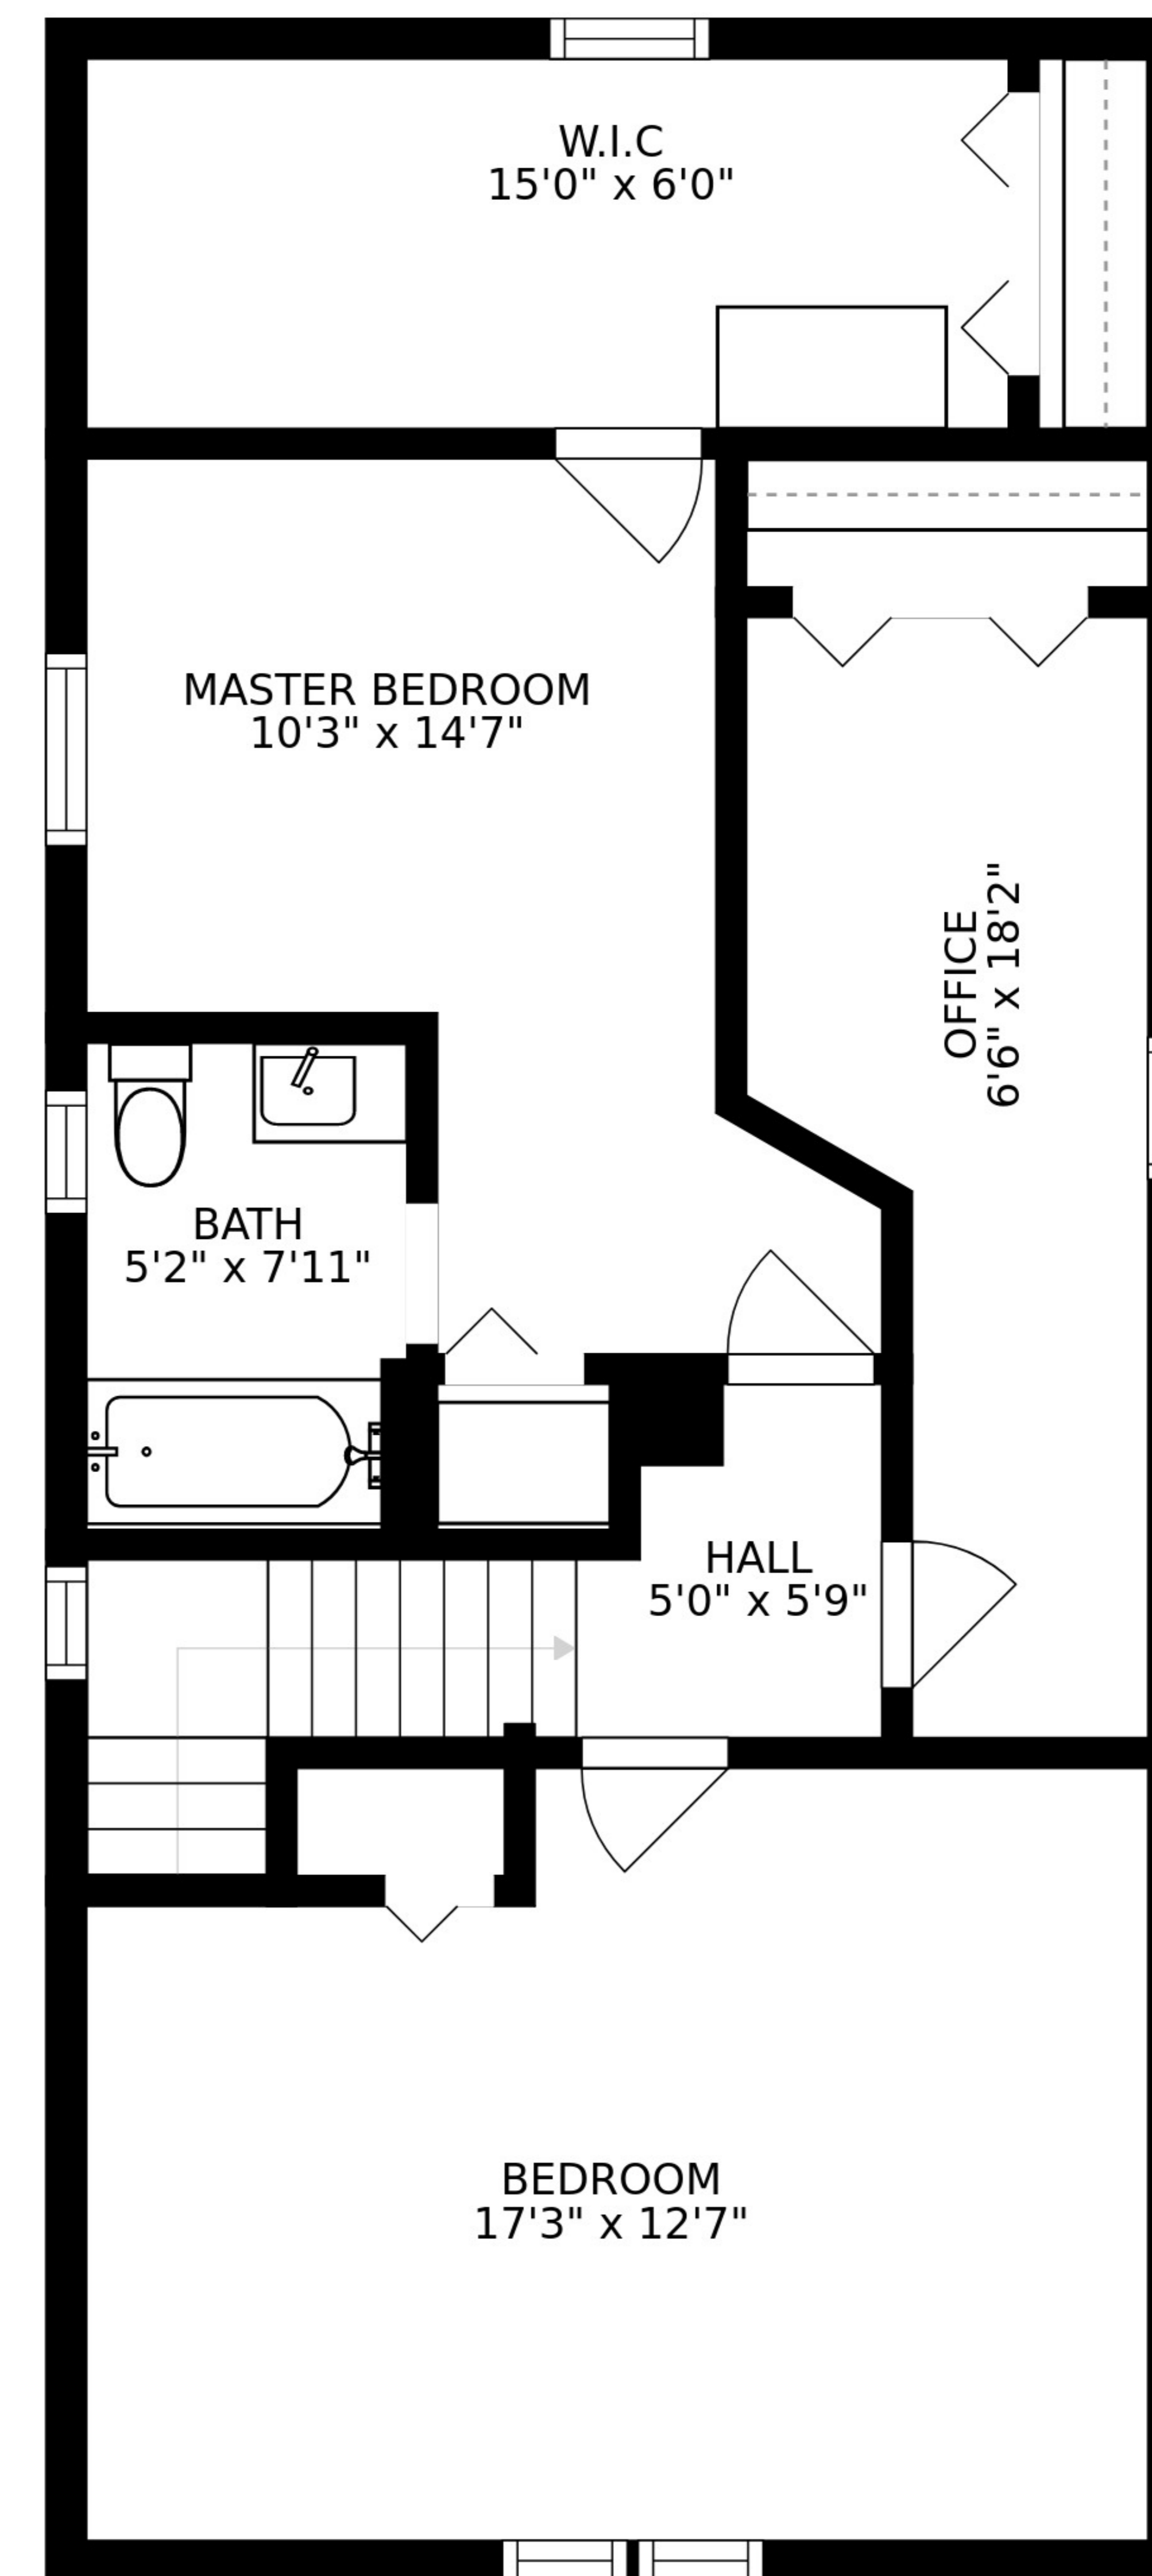 W.I.C
15'0" x 6'0"
MASTER BEDROOM
10'3" x 14'7"
OFFICE
6'6" x 18'2"
BATH
5'2" x 7'11"
HALL
5'0" x 5'9"
BEDROOM
17'3" x 12'7"